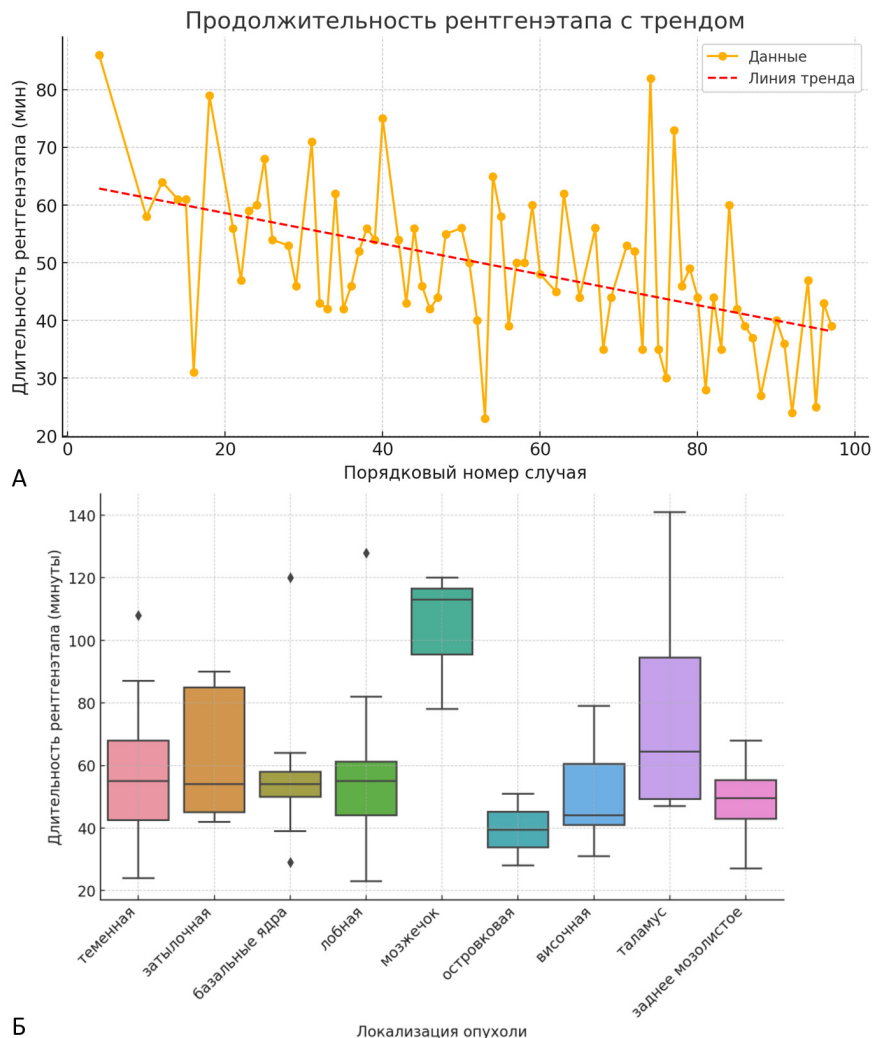 Продолжительность рентгенэтапа с трендом
Данные
Линия тренда
Длительность рентгенэтапа (мин)
80
70
60
50
40
30
20
0 20 40 60 80 100
Порядковый номер случая
А
Длительность рентгенэтапа (минуты)
140
120
100
80
60
40
20
теменная
затылочная
базальные ядра
лобная
мозжечок
островковая
височная
таламус
заднее мозолистое
Локализация опухоли
Б